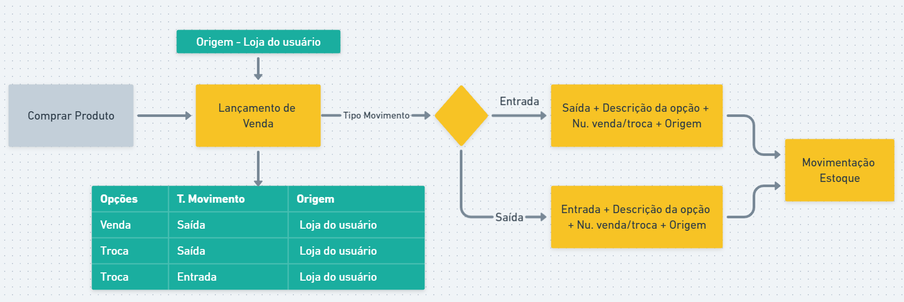 Origem - Loja do usuário
Comprar Produto
Lançamento de
Venda
Tipo Movimento
Entrada
Saída + Descrição da opção +
Nu. venda/troca + Origem
Movimentação
Estoque
Saída
Entrada + Descrição da opção
+ Nu. venda/troca + Origem
Opções T. Movimento Origem
Venda Saída Loja do usuário
Troca Saída Loja do usuário
Troca Entrada Loja do usuário